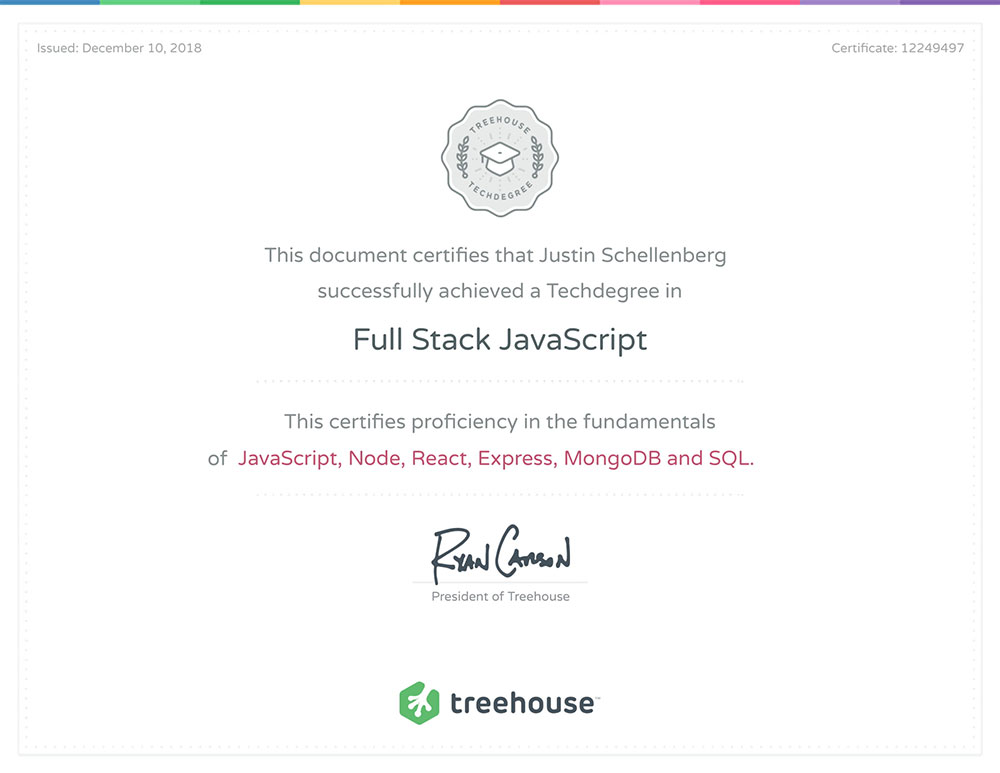 Issued: December 10, 2018
Certificate: 12249497
TREEHOUSE
TECHDEGREE
This document certifies that Justin Schellenberg
successfully achieved a Techdegree in
Full Stack JavaScript
This certifies proficiency in the fundamentals
of JavaScript, Node, React, Express, MongoDB and SQL.
Ryan Carson
President of Treehouse
treehouse™